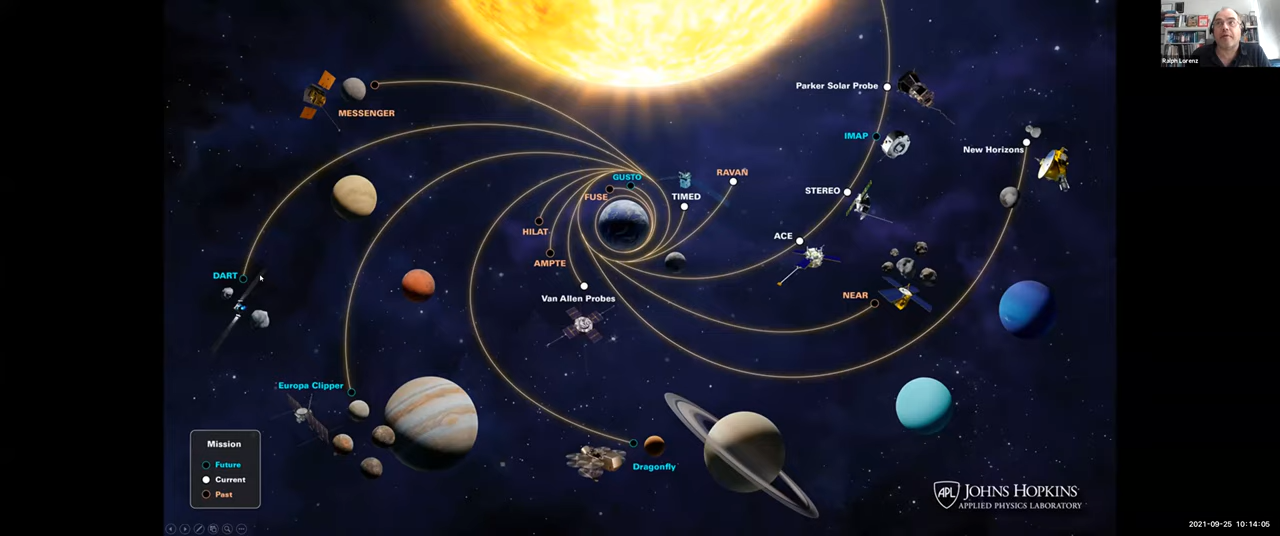 Ralph Lorenz
Parker Solar Probe
MESSENGER
IMAP
New Horizons
RAVAN
GUSTO
FUSE
TIMED
STEREO
HILAT
ACE
AMPTE
DART
Van Allen Probes
NEAR
Europa Clipper
Mission
Future
Current
Past
Dragonfly
APL
JOHNS HOPKINS
APPLIED PHYSICS LABORATORY
2021-09-25 10:14:05